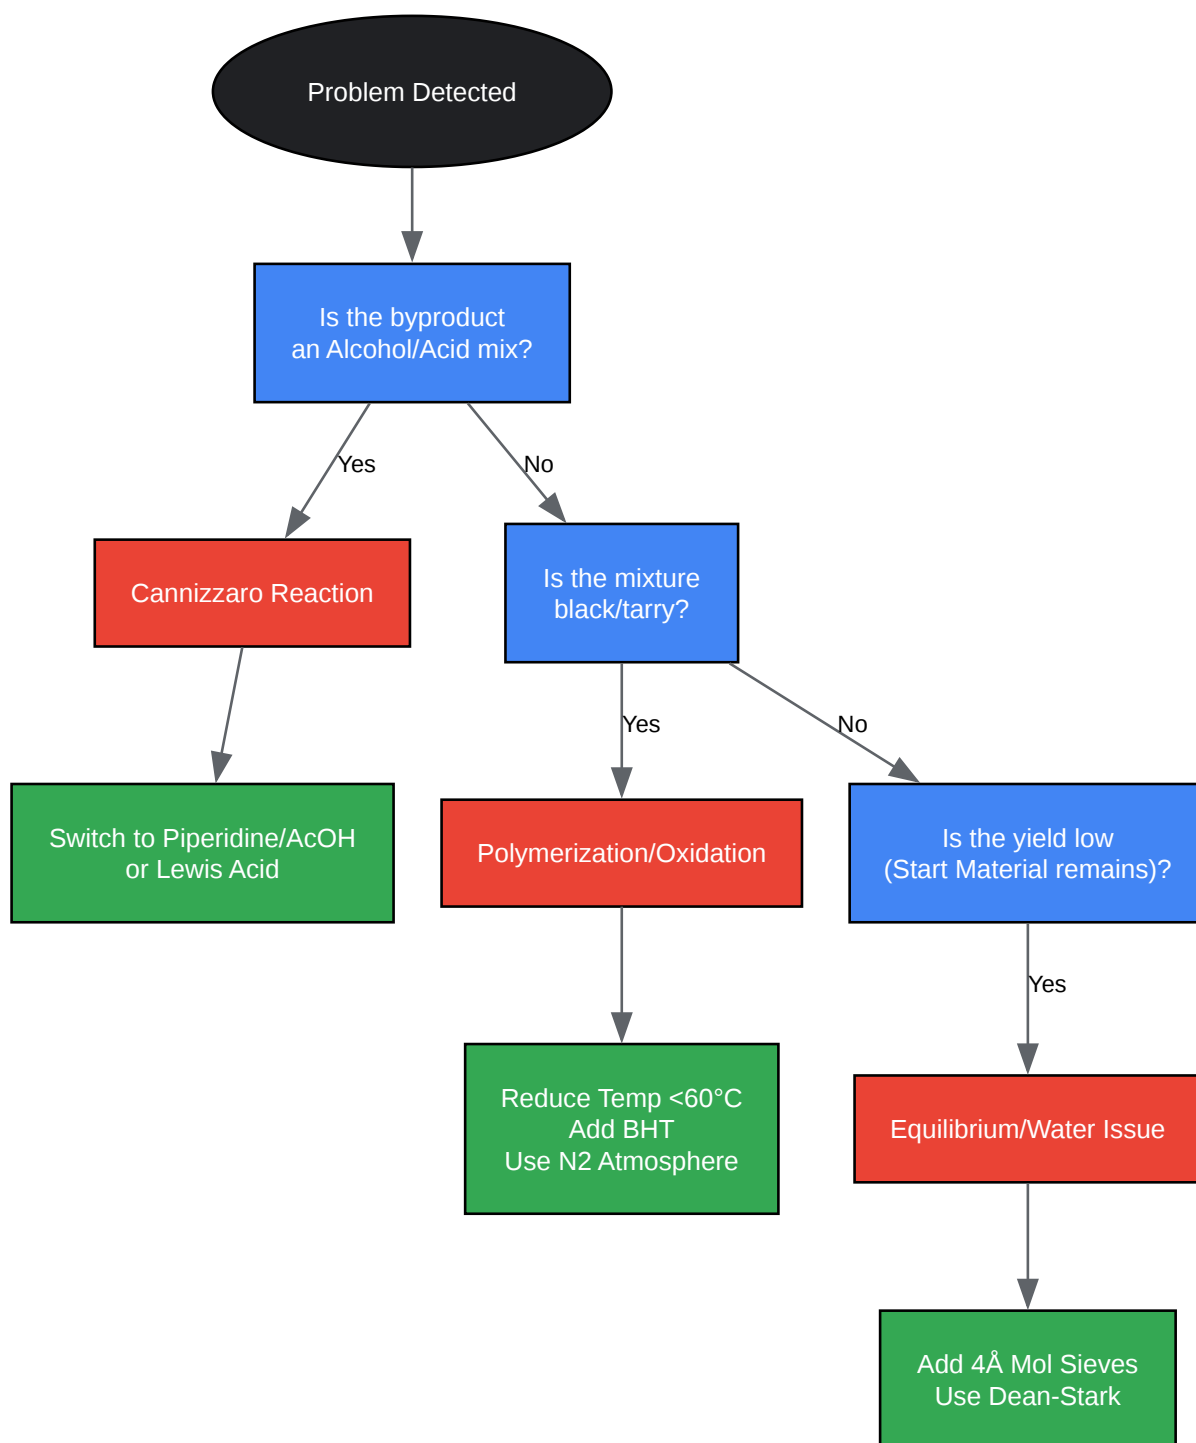 Problem Detected
Is the byproduct
an Alcohol/Acid mix?
Yes
No
Cannizzaro Reaction
Is the mixture
black/tarry?
Yes
No
Switch to Piperidine/AcOH
or Lewis Acid
Polymerization/Oxidation
Is the yield low
(Start Material remains)?
Yes
Reduce Temp <60°C
Add BHT
Use N2 Atmosphere
Equilibrium/Water Issue
Add 4Å Mol Sieves
Use Dean-Stark